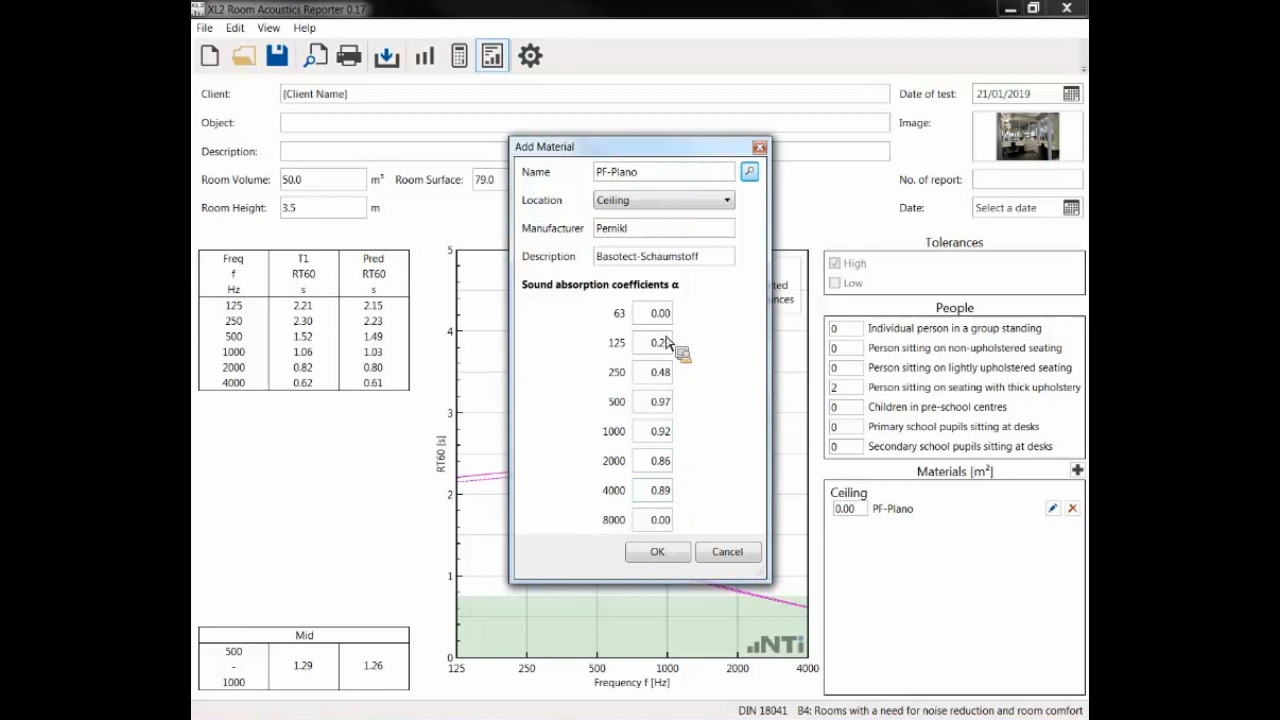 XL2 Room Acoustics Reporter 0.17
File Edit View Help
Client: [Client Name] Date of test: 21/01/2019
Object: Image:
Description:
Room Volume: 50.0 m³ Room Surface: 79.0 No. of report:
Room Height: 3.5 m Date: Select a date
Add Material
Name PF-Plano
Location Ceiling
Manufacturer Pernikl
Description Basotect-Schaumstoff
Sound absorption coefficients α
63 0.00
125
250 0.48
500 0.97
1000 0.92
2000 0.86
4000 0.89
8000 0.00
OK Cancel
Freq T1 Pred
f RT60 RT60
Hz s s
125 2.21 2.15
250 2.30 2.23
500 1.52 1.49
1000 1.06 1.03
2000 0.82 0.80
4000 0.62 0.61
Mid
500
- 1.29 1.26
1000
5
4
3
2
1
0
RT60 [s]
125 250 500 1000 2000 4000
Frequency f [Hz]
NTi
Tolerances
High
Low
People
0 Individual person in a group standing
0 Person sitting on non-upholstered seating
0 Person sitting on lightly upholstered seating
2 Person sitting on seating with thick upholstery
0 Children in pre-school centres
0 Primary school pupils sitting at desks
0 Secondary school pupils sitting at desks
Materials [m²]
Ceiling
0.00 PF-Plano
DIN 18041 B4: Rooms with a need for noise reduction and room comfort